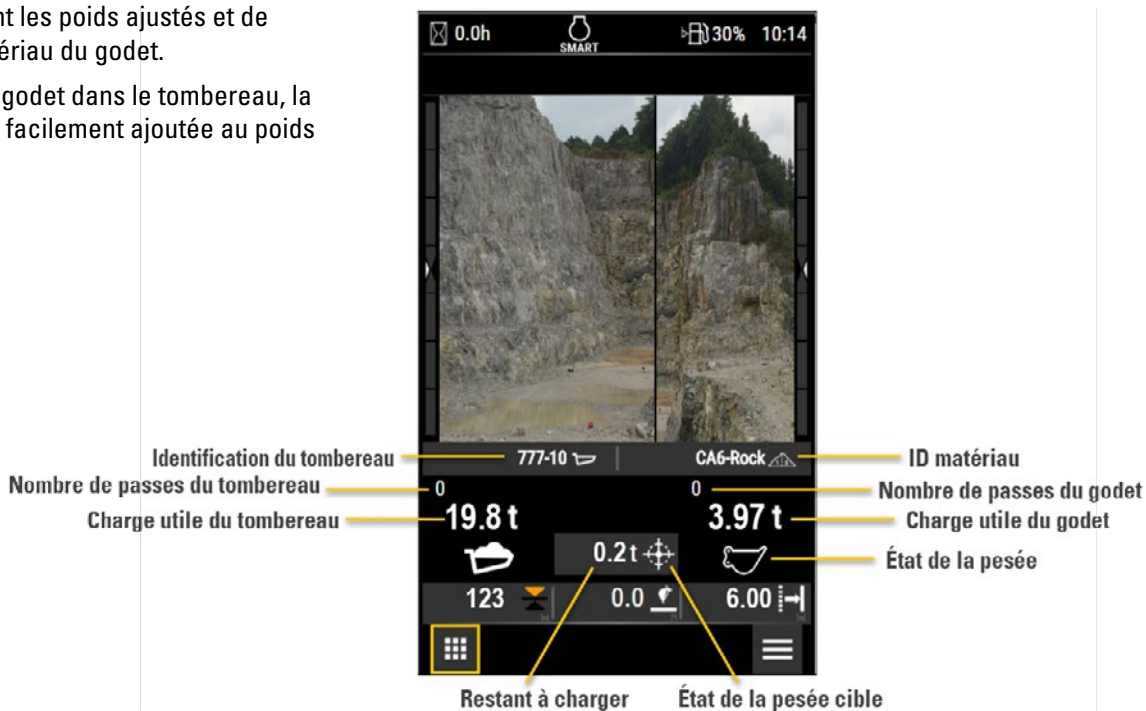 nt les poids ajustés et de
tériau du godet.
godet dans le tombereau, la
facilement ajoutée au poids
0.0h SMART 30% 10:14
Identification du tombereau 777-10 CA6-Rock ID matériau
Nombre de passes du tombereau 0 0 Nombre de passes du godet
Charge utile du tombereau 19.8 t 3.97 t Charge utile du godet
0.2 t État de la pesée
123 0.0 6.00
Restant à charger État de la pesée cible